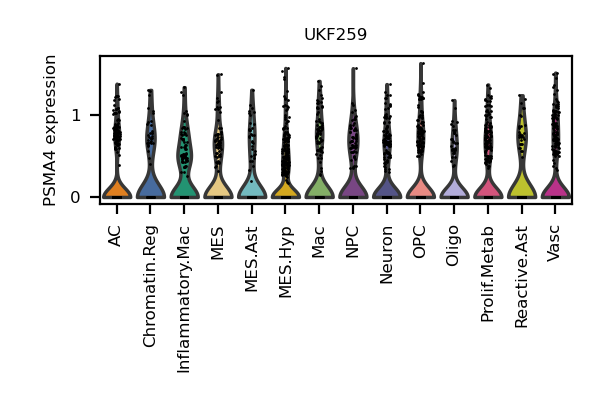 UKF259
PSMA4 expression
1
0
AC
Chromatin.Reg
Inflammatory.Mac
MES
MES.Ast
MES.Hyp
Mac
NPC
Neuron
OPC
Oligo
Prolif.Metab
Reactive.Ast
Vasc